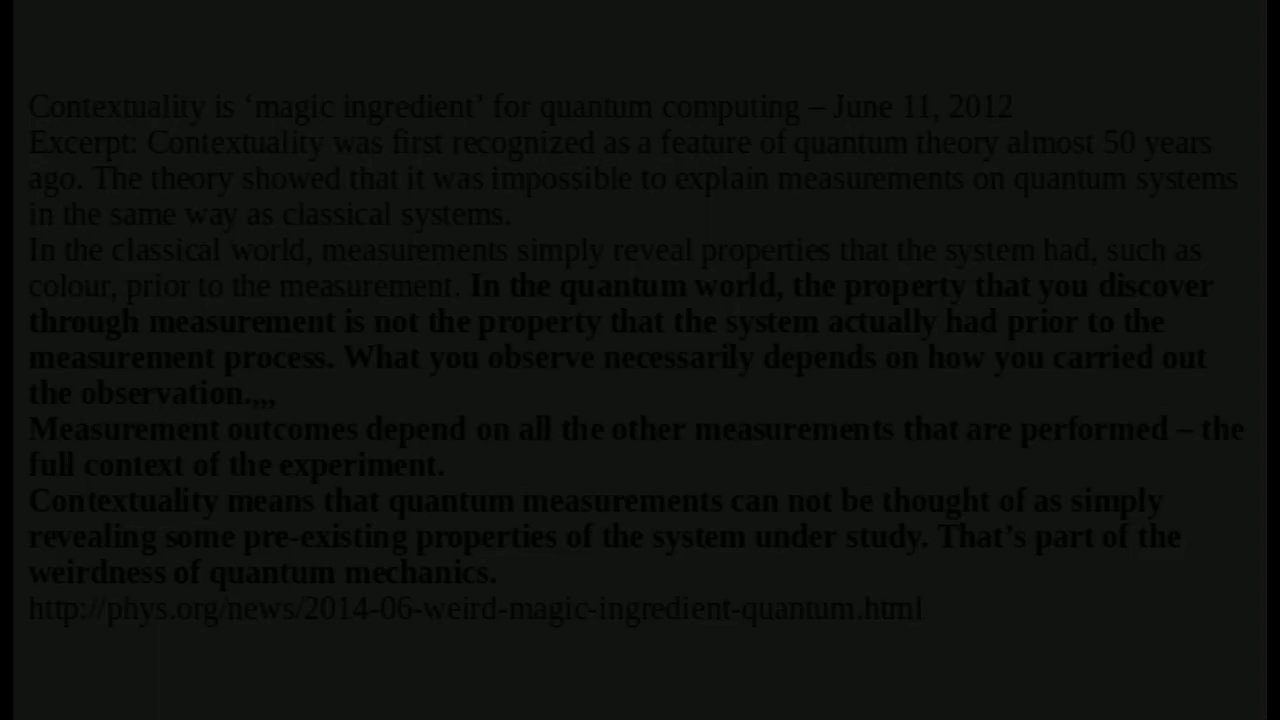 Contextuality is ‘magic ingredient’ for quantum computing – June 11, 2012
Excerpt: Contextuality was first recognized as a feature of quantum theory almost 50 years
ago. The theory showed that it was impossible to explain measurements on quantum systems
in the same way as classical systems.
In the classical world, measurements simply reveal properties that the system had, such as
colour, prior to the measurement. In the quantum world, the property that you discover
through measurement is not the property that the system actually had prior to the
measurement process. What you observe necessarily depends on how you carried out
the observation.,,,
Measurement outcomes depend on all the other measurements that are performed – the
full context of the experiment.
Contextuality means that quantum measurements can not be thought of as simply
revealing some pre-existing properties of the system under study. That’s part of the
weirdness of quantum mechanics.
http://phys.org/news/2014-06-weird-magic-ingredient-quantum.html